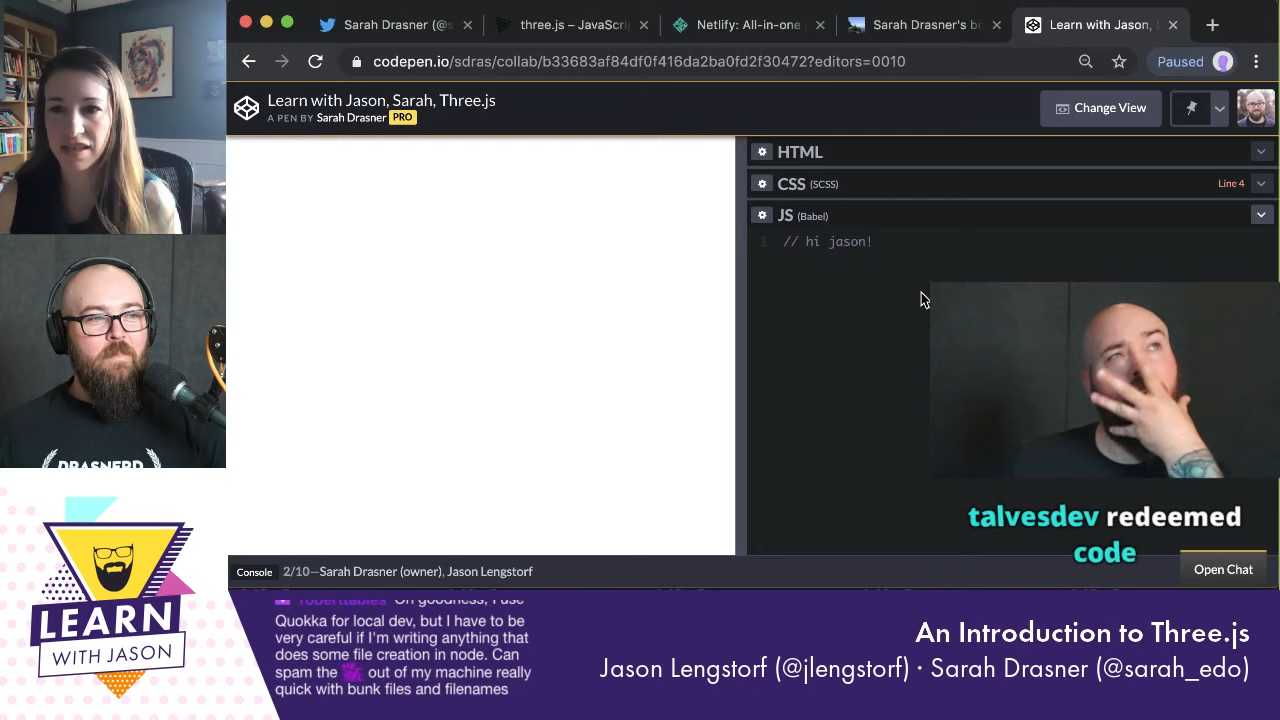 Sarah Drasner (@s
three.js – JavaScri
Netlify: All-in-one
Sarah Drasner's bo
Learn with Jason,
codepen.io/sdras/collab/b33683af84df0f416da2ba0fd2f30472?editors=0010
Paused
Learn with Jason, Sarah, Three.js
A PEN BY Sarah Drasner PRO
Change View
HTML
CSS (SCSS)
Line 4
JS (Babel)
1 // hi jason!
DRASNERD
talvesdev redeemed
code
Console 2/10—Sarah Drasner (owner), Jason Lengstorf
Open Chat
LEARN
WITH JASON
Oh goodness, I use
Quokka for local dev, but I have to be
very careful if I'm writing anything that
does some file creation in node. Can
spam the out of my machine really
quick with bunk files and filenames
An Introduction to Three.js
Jason Lengstorf (@jlengstorf) · Sarah Drasner (@sarah_edo)